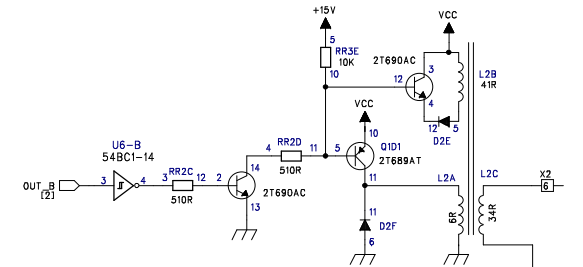 +15V
VCC
5
RR3E
10K
10
2T690AC
3
12
4
L2B
41R
12
5
D2E
VCC
10
U6-B
54BC1-14
RR2D
4
11
510R
5
Q1D1
2T689AT
11
RR2C
OUT_B
[2]
3
4
3
12
510R
2
14
2T690AC
13
L2A
L2C
X2
6
6R
34R
11
D2F
6